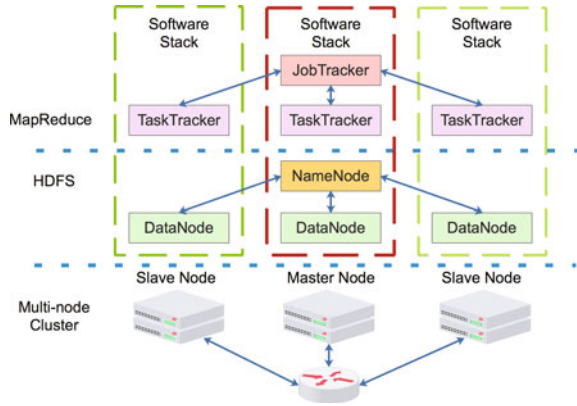 Software
Stack
Software
Stack
Software
Stack
JobTracker
MapReduce
TaskTracker
TaskTracker
TaskTracker
HDFS
NameNode
DataNode
DataNode
DataNode
Slave Node
Master Node
Slave Node
Multi-node
Cluster